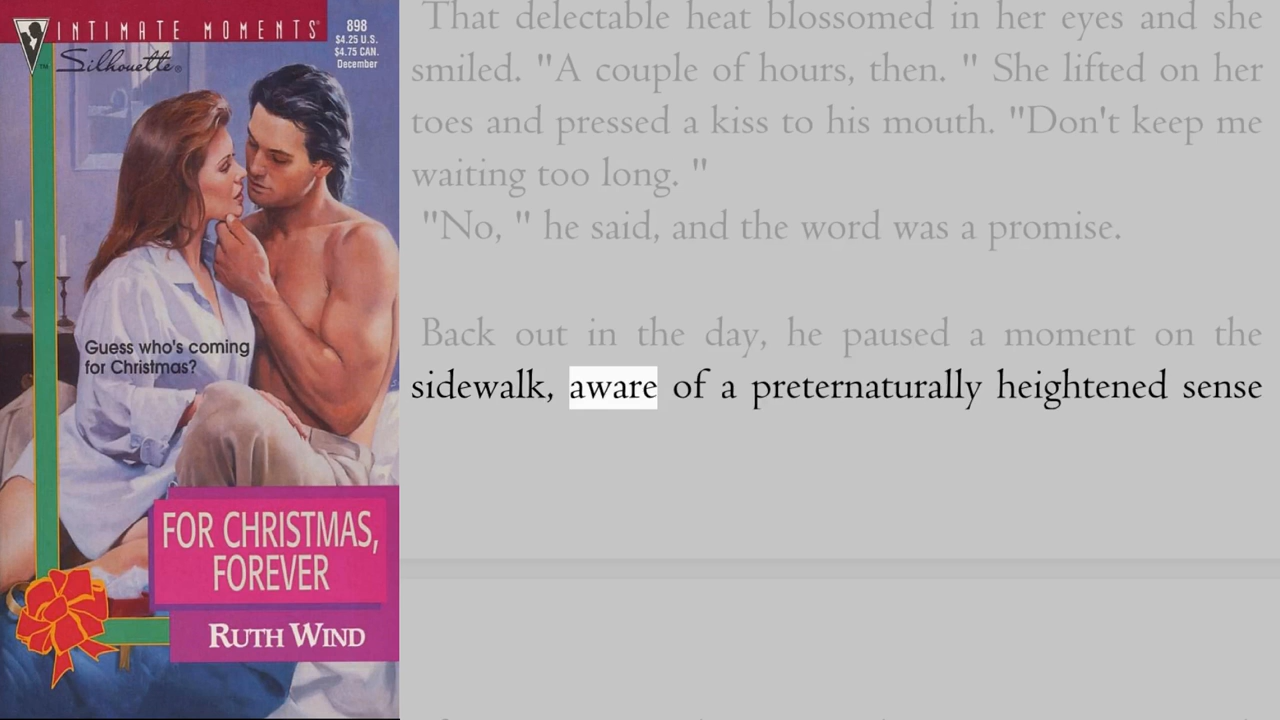 INTIMATE MOMENTS®
Silhouette®
TM
898
$4.25 U.S.
$4.75 CAN.
December
Guess who's coming
for Christmas?
FOR CHRISTMAS,
FOREVER
RUTH WIND
That delectable heat blossomed in her eyes and she
smiled. "A couple of hours, then. " She lifted on her
toes and pressed a kiss to his mouth. "Don't keep me
waiting too long. "
"No, " he said, and the word was a promise.
Back out in the day, he paused a moment on the
sidewalk, aware of a preternaturally heightened sense